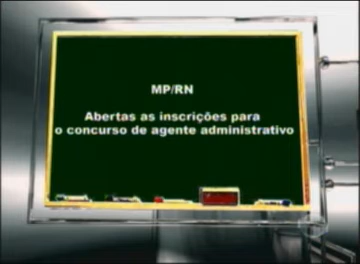 MP/RN
Abertas as inscrições para
o concurso de agente administrativo